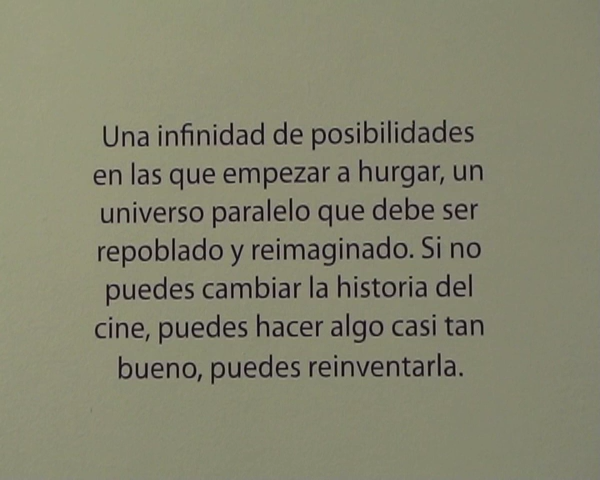 Una infinidad de posibilidades
en las que empezar a hurgar, un
universo paralelo que debe ser
repoblado y reimaginado. Si no
puedes cambiar la historia del
cine, puedes hacer algo casi tan
bueno, puedes reinventarla.